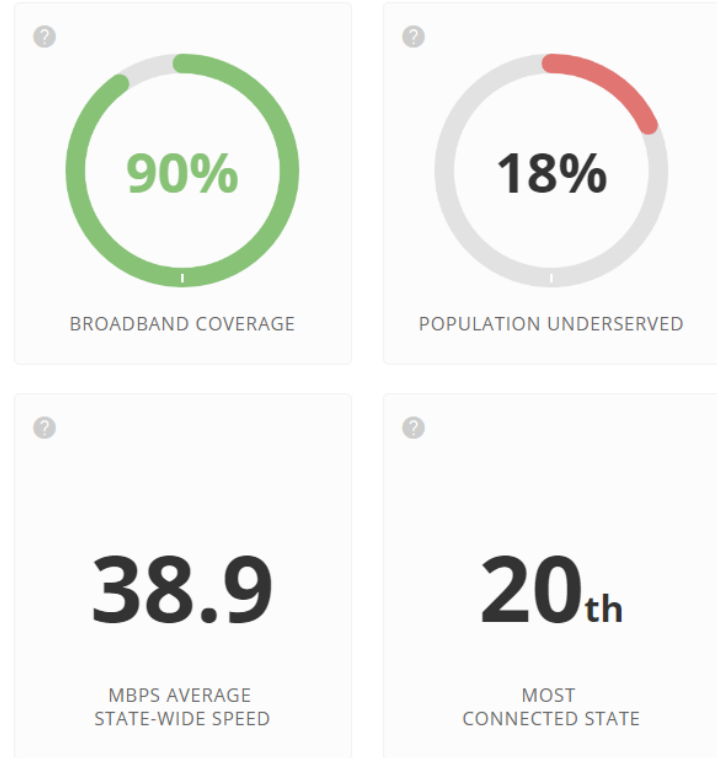 ?
90%
BROADBAND COVERAGE
?
18%
POPULATION UNDERSERVED
?
38.9
MBPS AVERAGE
STATE-WIDE SPEED
?
20th
MOST
CONNECTED STATE